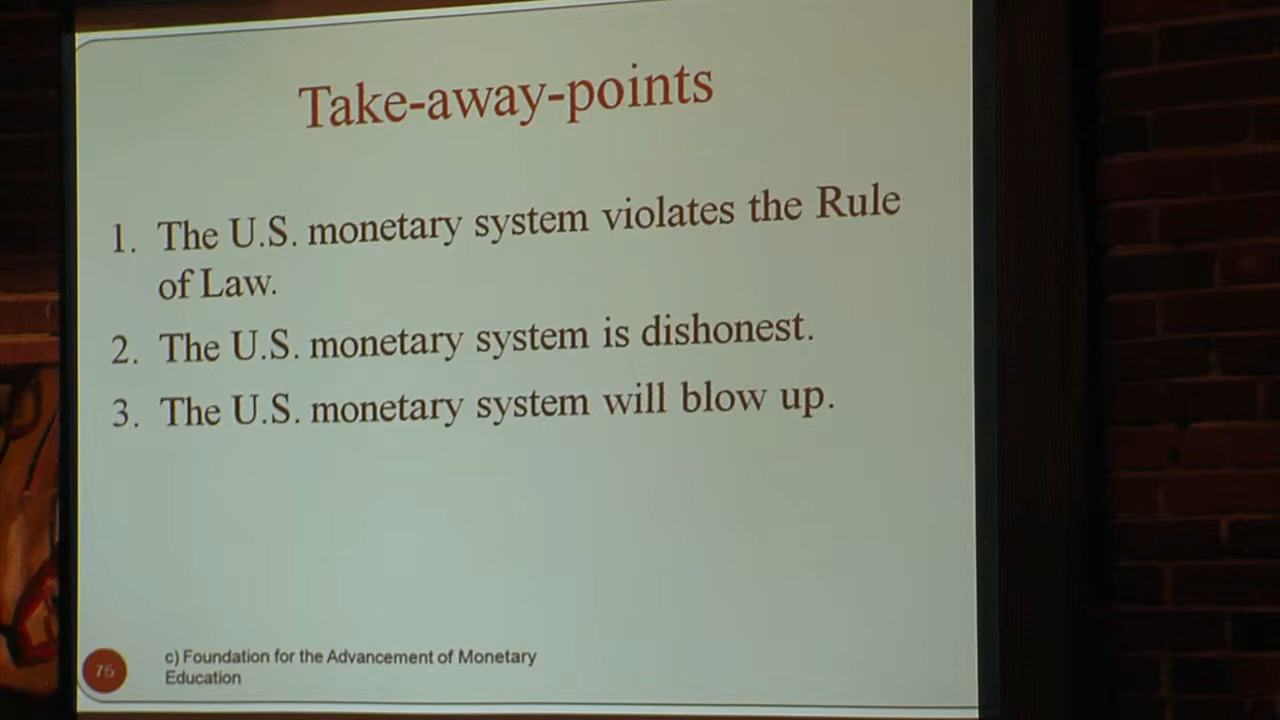 Take-away-points
1. The U.S. monetary system violates the Rule
of Law.
2. The U.S. monetary system is dishonest.
3. The U.S. monetary system will blow up.
c) Foundation for the Advancement of Monetary
Education